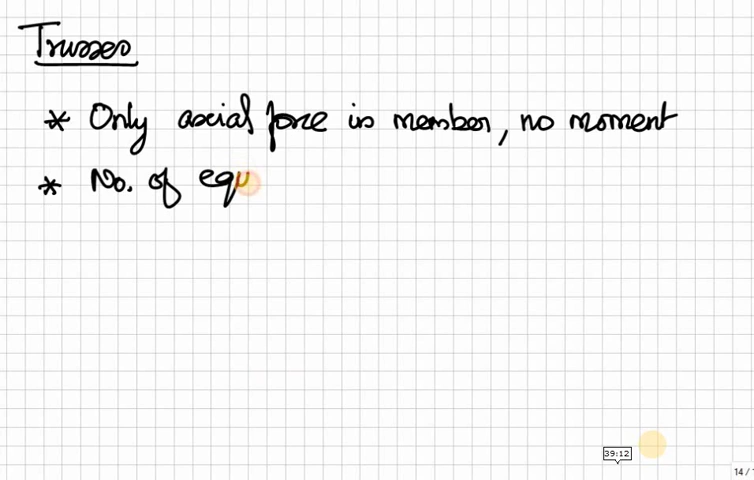 Trusses
* Only axial force in member, no moment
* No. of equ
39:12
14 /